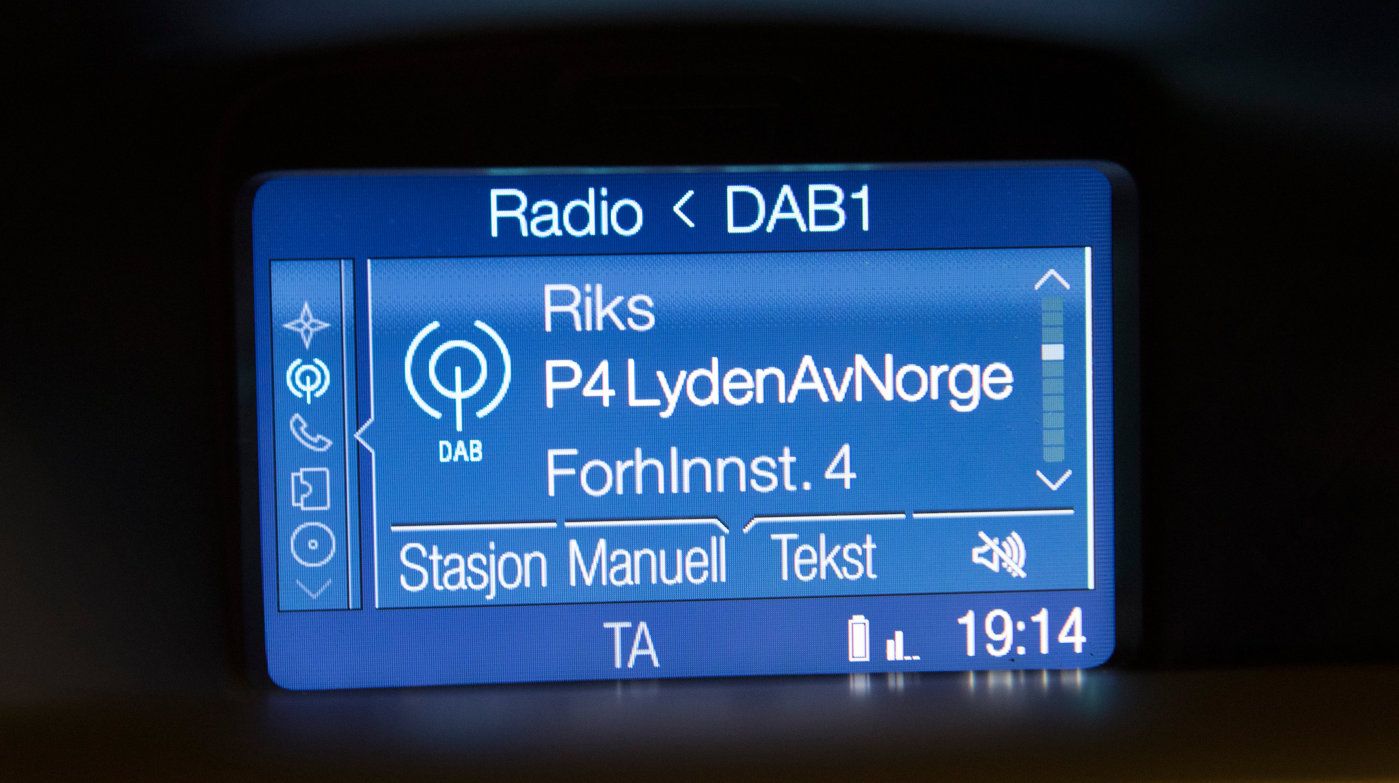 Radio < DAB1
Riks
P4 LydenAvNorge
DAB
ForhInnst. 4
Stasjon Manuell Tekst
TA 19:14